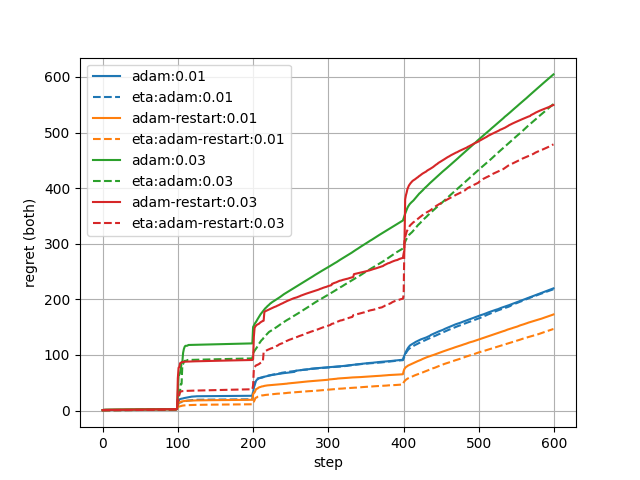 adam:0.01
eta:adam:0.01
adam-restart:0.01
eta:adam-restart:0.01
adam:0.03
eta:adam:0.03
adam-restart:0.03
eta:adam-restart:0.03
600
500
400
300
200
100
0
regret (both)
0 100 200 300 400 500 600
step